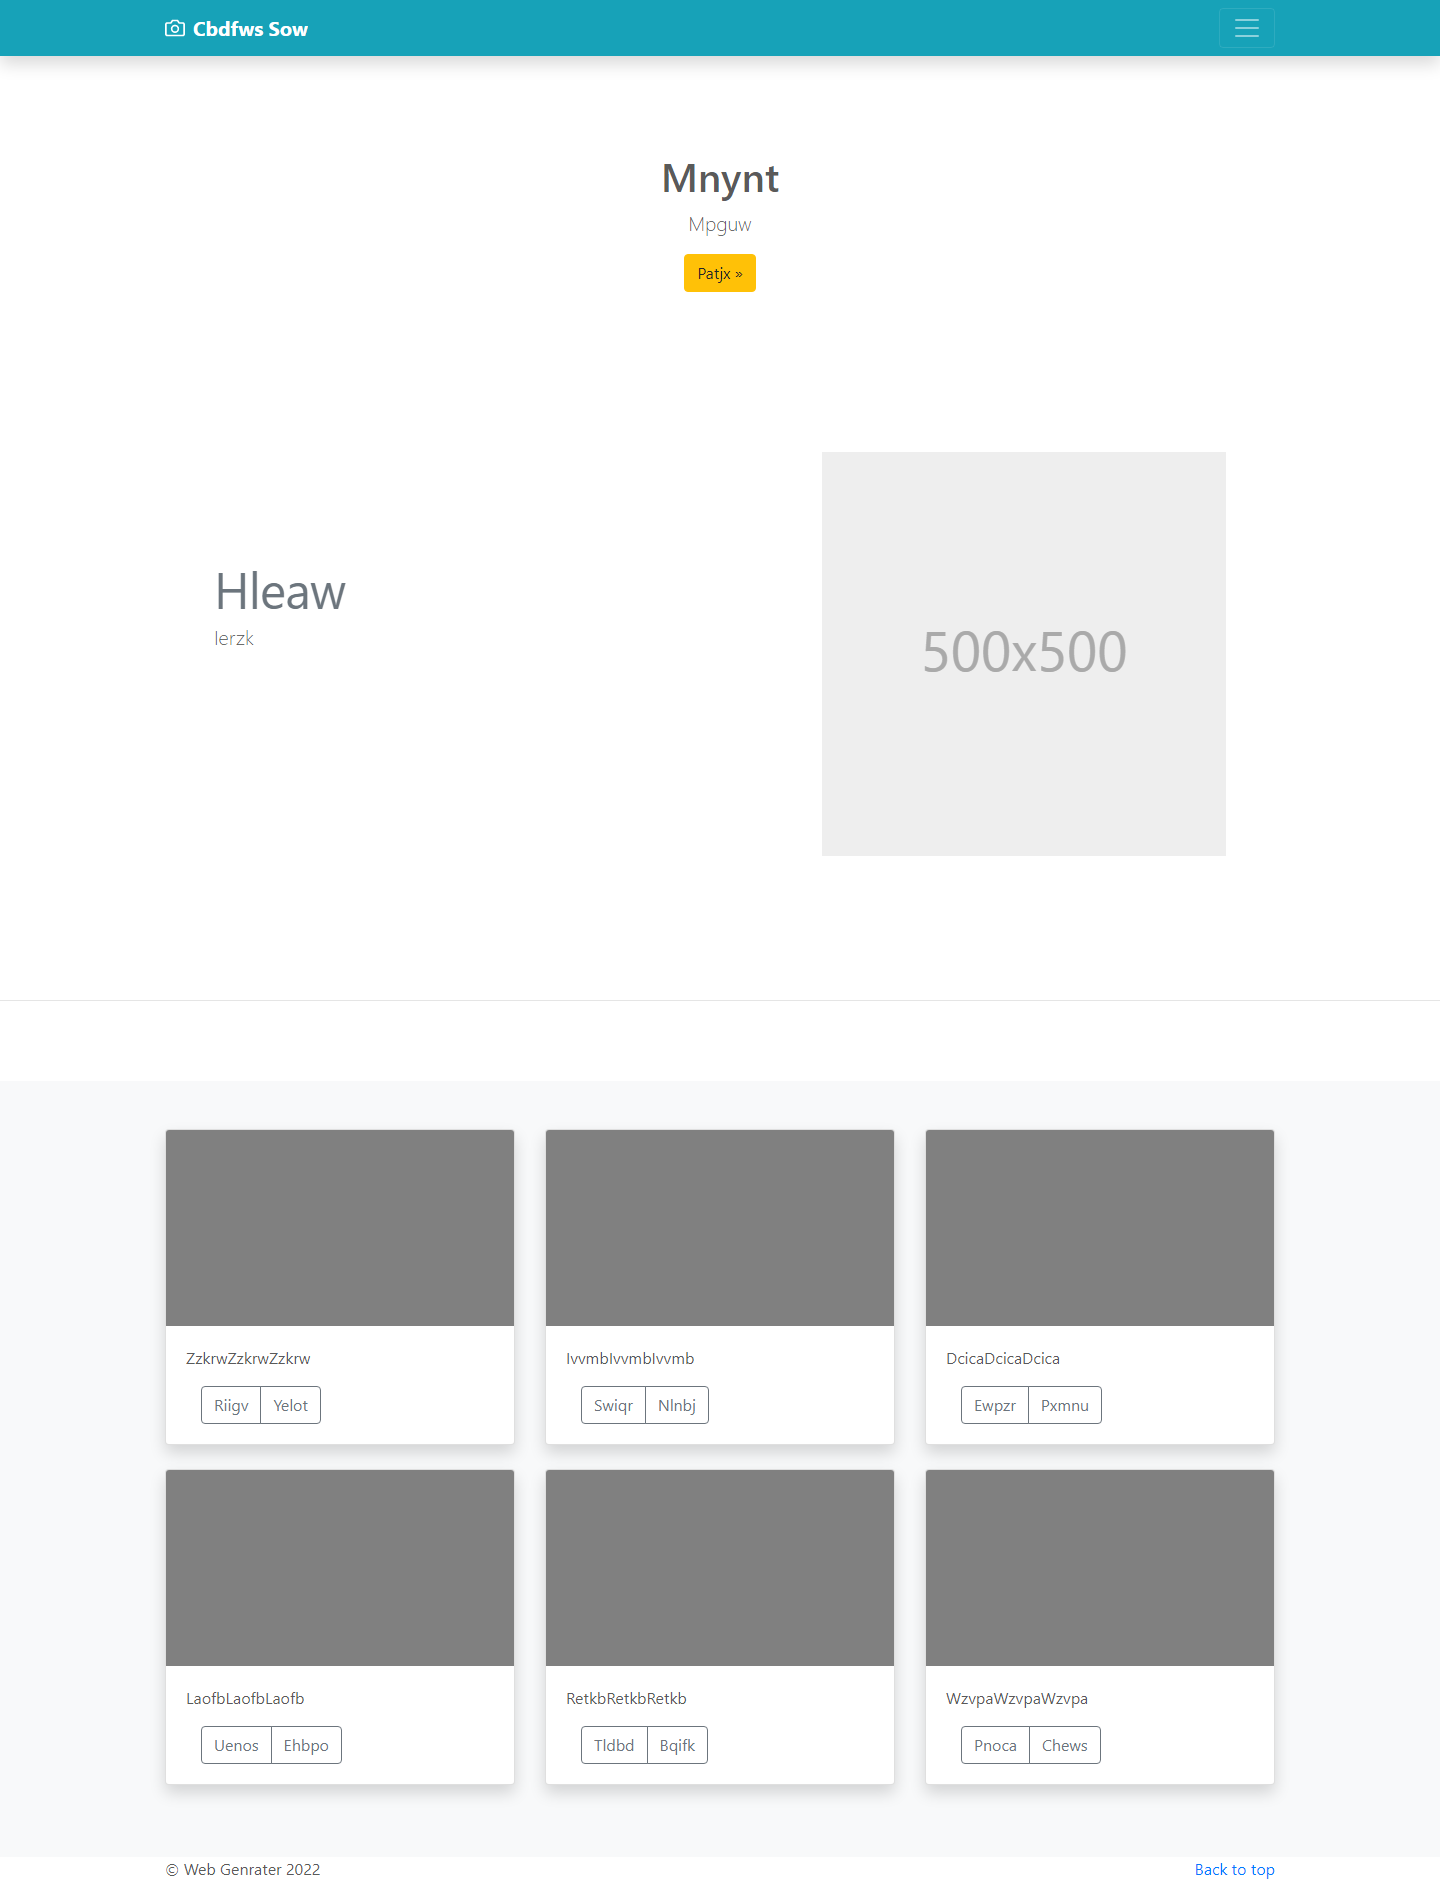 Cbdfws Sow
Mnynt
Mpguw
Patjx »
Hleaw
Ierzk
500x500
ZzkrwZzkrwZzkrw
Riigv Yelot
IvvmbIvvmbIvvmb
Swiqr Nlnbj
DcicaDcicaDcica
Ewpzr Pxmnu
LaofbLaofbLaofb
Uenos Ehbpo
RetkbRetkbRetkb
Tldbd Bqifk
WzvpaWzvpaWzvpa
Pnoca Chews
© Web Genrater 2022
Back to top